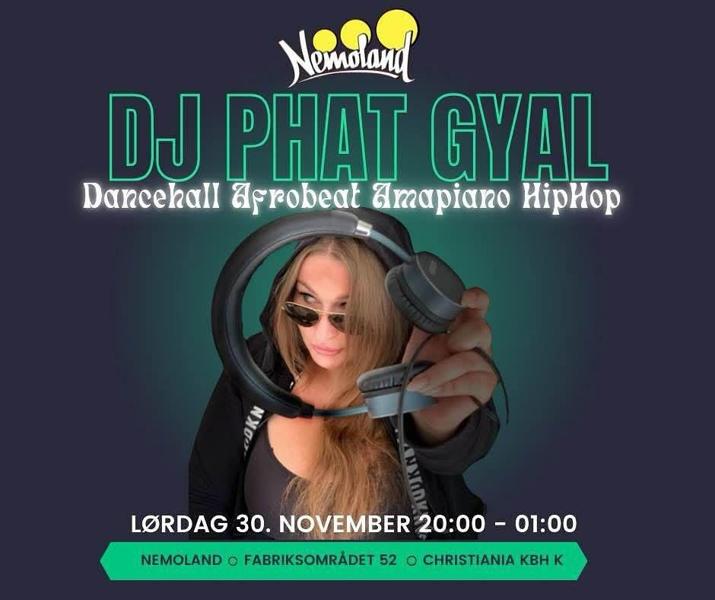 Nemoland
DJ PHAT GYAL
Dancehall Afrobeat Amapiano HipHop
LØRDAG 30. NOVEMBER 20:00 - 01:00
NEMOLAND ○ FABRIKSOMRÅDET 52 ○ CHRISTIANIA KBH K